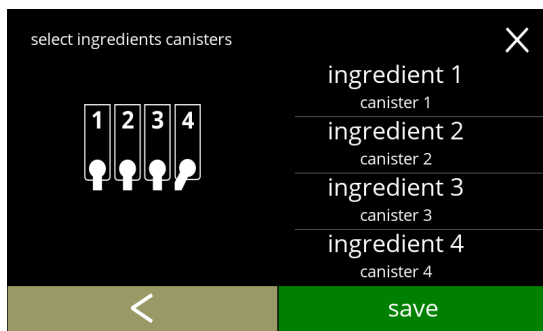 select ingredients canisters
1 2 3 4
ingredient 1
canister 1
ingredient 2
canister 2
ingredient 3
canister 3
ingredient 4
canister 4
save